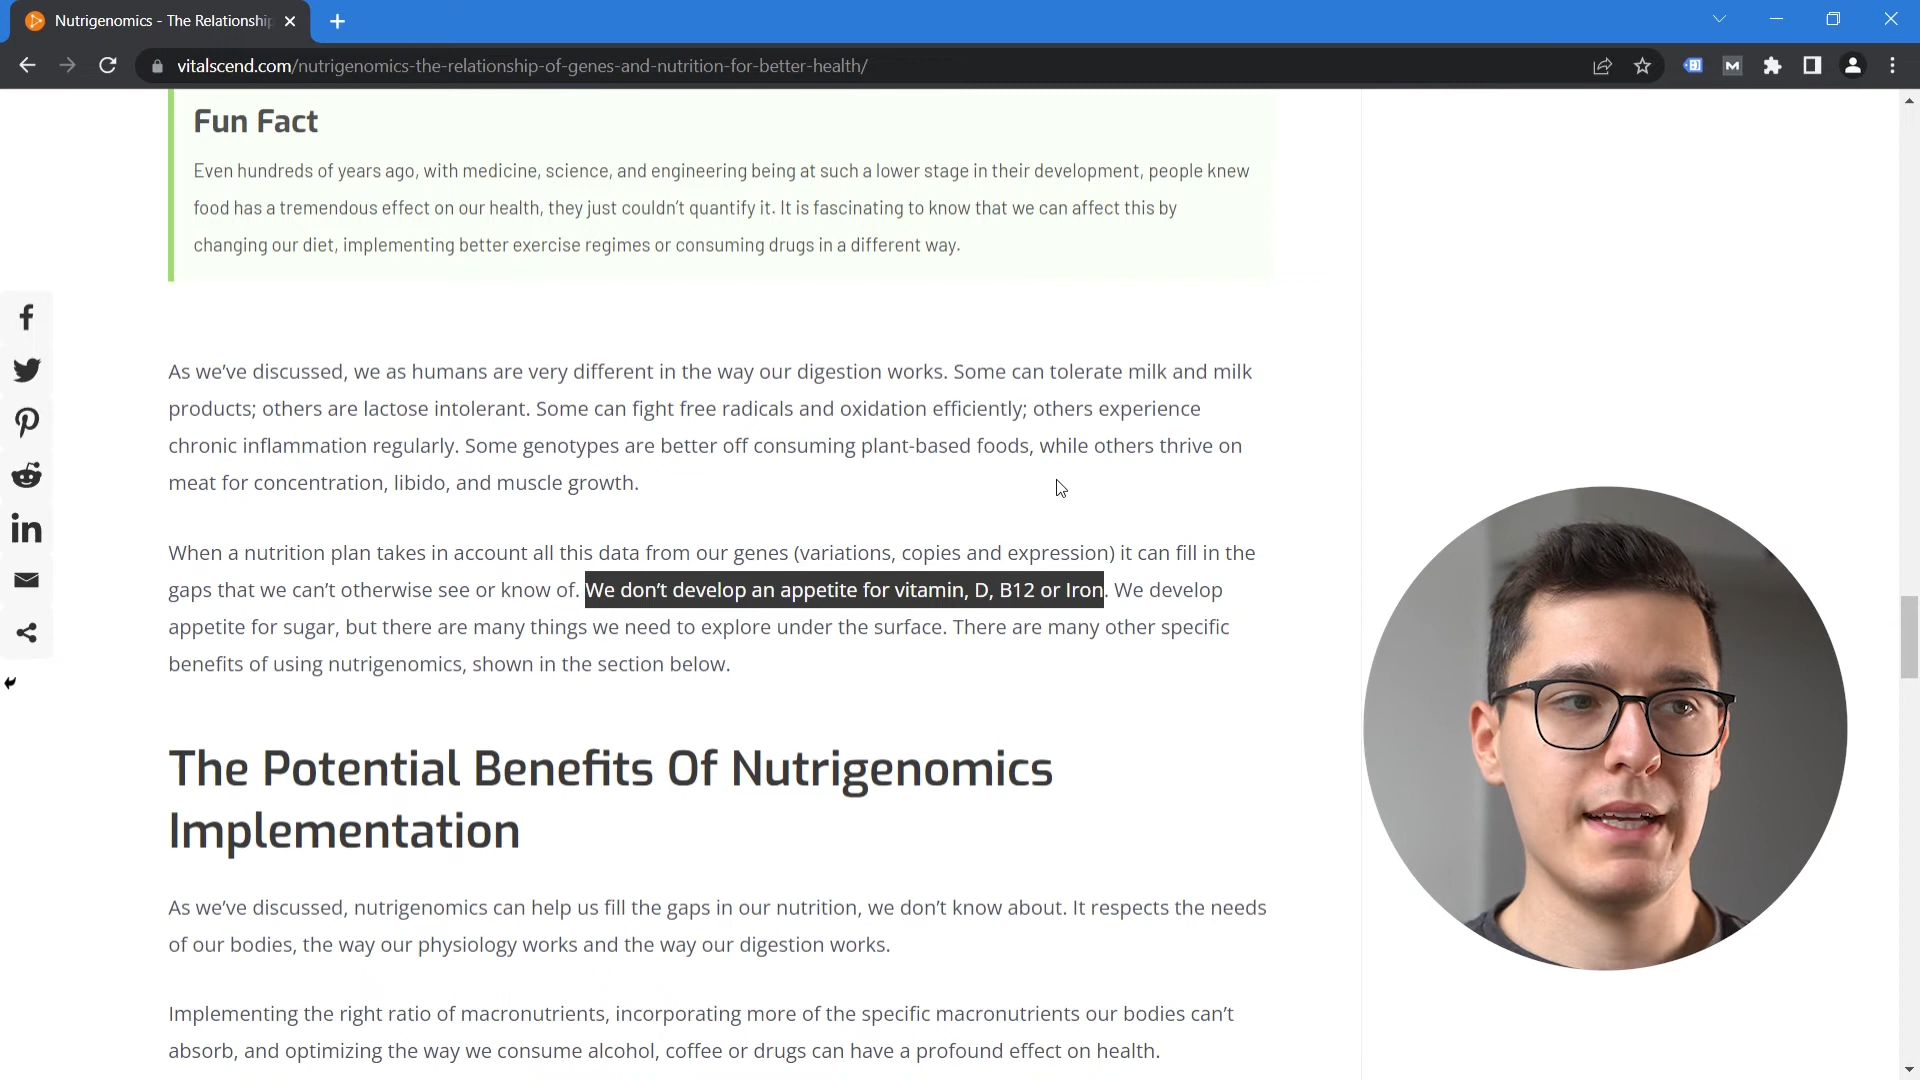 Nutrigenomics - The Relationship
vitalscend.com/nutrigenomics-the-relationship-of-genes-and-nutrition-for-better-health/
Fun Fact
Even hundreds of years ago, with medicine, science, and engineering being at such a lower stage in their development, people knew
food has a tremendous effect on our health, they just couldn’t quantify it. It is fascinating to know that we can affect this by
changing our diet, implementing better exercise regimes or consuming drugs in a different way.
As we’ve discussed, we as humans are very different in the way our digestion works. Some can tolerate milk and milk
products; others are lactose intolerant. Some can fight free radicals and oxidation efficiently; others experience
chronic inflammation regularly. Some genotypes are better off consuming plant-based foods, while others thrive on
meat for concentration, libido, and muscle growth.
When a nutrition plan takes in account all this data from our genes (variations, copies and expression) it can fill in the
gaps that we can’t otherwise see or know of. We don’t develop an appetite for vitamin, D, B12 or Iron. We develop
appetite for sugar, but there are many things we need to explore under the surface. There are many other specific
benefits of using nutrigenomics, shown in the section below.
The Potential Benefits Of Nutrigenomics
Implementation
As we’ve discussed, nutrigenomics can help us fill the gaps in our nutrition, we don’t know about. It respects the needs
of our bodies, the way our physiology works and the way our digestion works.
Implementing the right ratio of macronutrients, incorporating more of the specific macronutrients our bodies can’t
absorb, and optimizing the way we consume alcohol, coffee or drugs can have a profound effect on health.